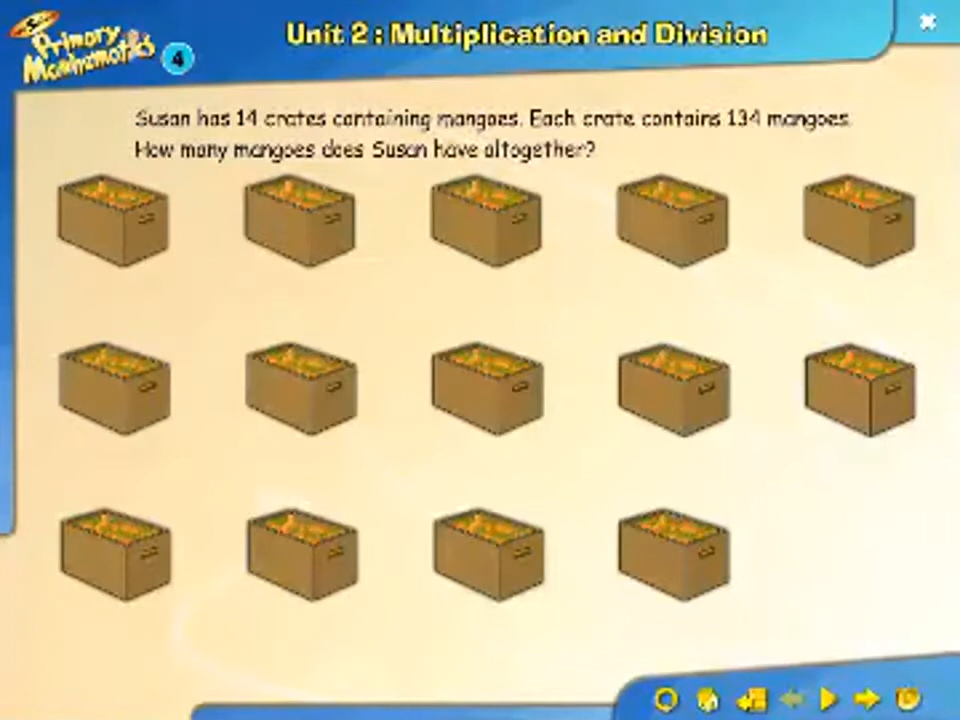 Primary
Mathematics
4
Unit 2 : Multiplication and Division
Susan has 14 crates containing mangoes. Each crate contains 134 mangoes.
How many mangoes does Susan have altogether?